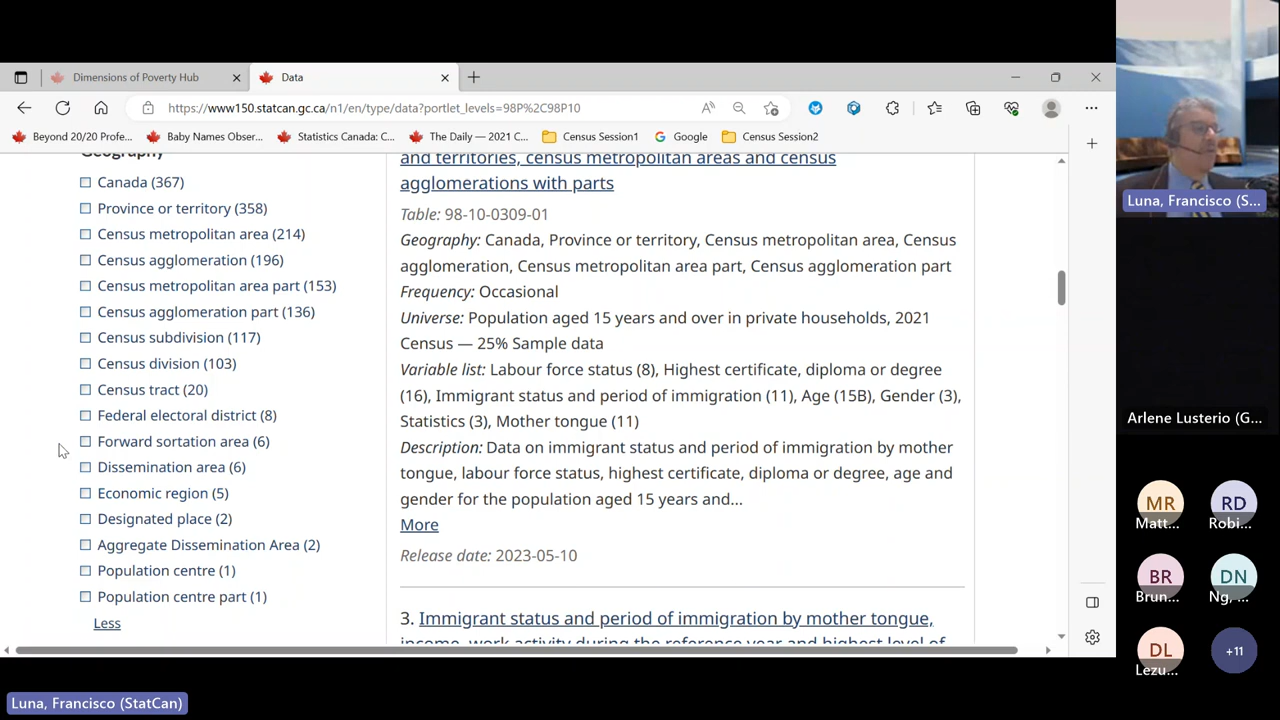 Dimensions of Poverty Hub
Data
https://www150.statcan.gc.ca/n1/en/type/data?portlet_levels=98P%2C98P10
Beyond 20/20 Profe...
Baby Names Obser...
Statistics Canada: C...
The Daily — 2021 C...
Census Session1
Google
Census Session2
Geography
Canada (367)
Province or territory (358)
Census metropolitan area (214)
Census agglomeration (196)
Census metropolitan area part (153)
Census agglomeration part (136)
Census subdivision (117)
Census division (103)
Census tract (20)
Federal electoral district (8)
Forward sortation area (6)
Dissemination area (6)
Economic region (5)
Designated place (2)
Aggregate Dissemination Area (2)
Population centre (1)
Population centre part (1)
Less
and territories, census metropolitan areas and census
agglomerations with parts
Table: 98-10-0309-01
Geography: Canada, Province or territory, Census metropolitan area, Census
agglomeration, Census metropolitan area part, Census agglomeration part
Frequency: Occasional
Universe: Population aged 15 years and over in private households, 2021
Census — 25% Sample data
Variable list: Labour force status (8), Highest certificate, diploma or degree
(16), Immigrant status and period of immigration (11), Age (15B), Gender (3),
Statistics (3), Mother tongue (11)
Description: Data on immigrant status and period of immigration by mother
tongue, labour force status, highest certificate, diploma or degree, age and
gender for the population aged 15 years and...
More
Release date: 2023-05-10
3. Immigrant status and period of immigration by mother tongue,
income, work activity during the reference year and highest level of
Luna, Francisco (S...
Arlene Lusterio (G...
MR
Matt...
RD
Robi...
BR
Brun...
DN
Ng, ...
DL
Lezu...
+11
Luna, Francisco (StatCan)